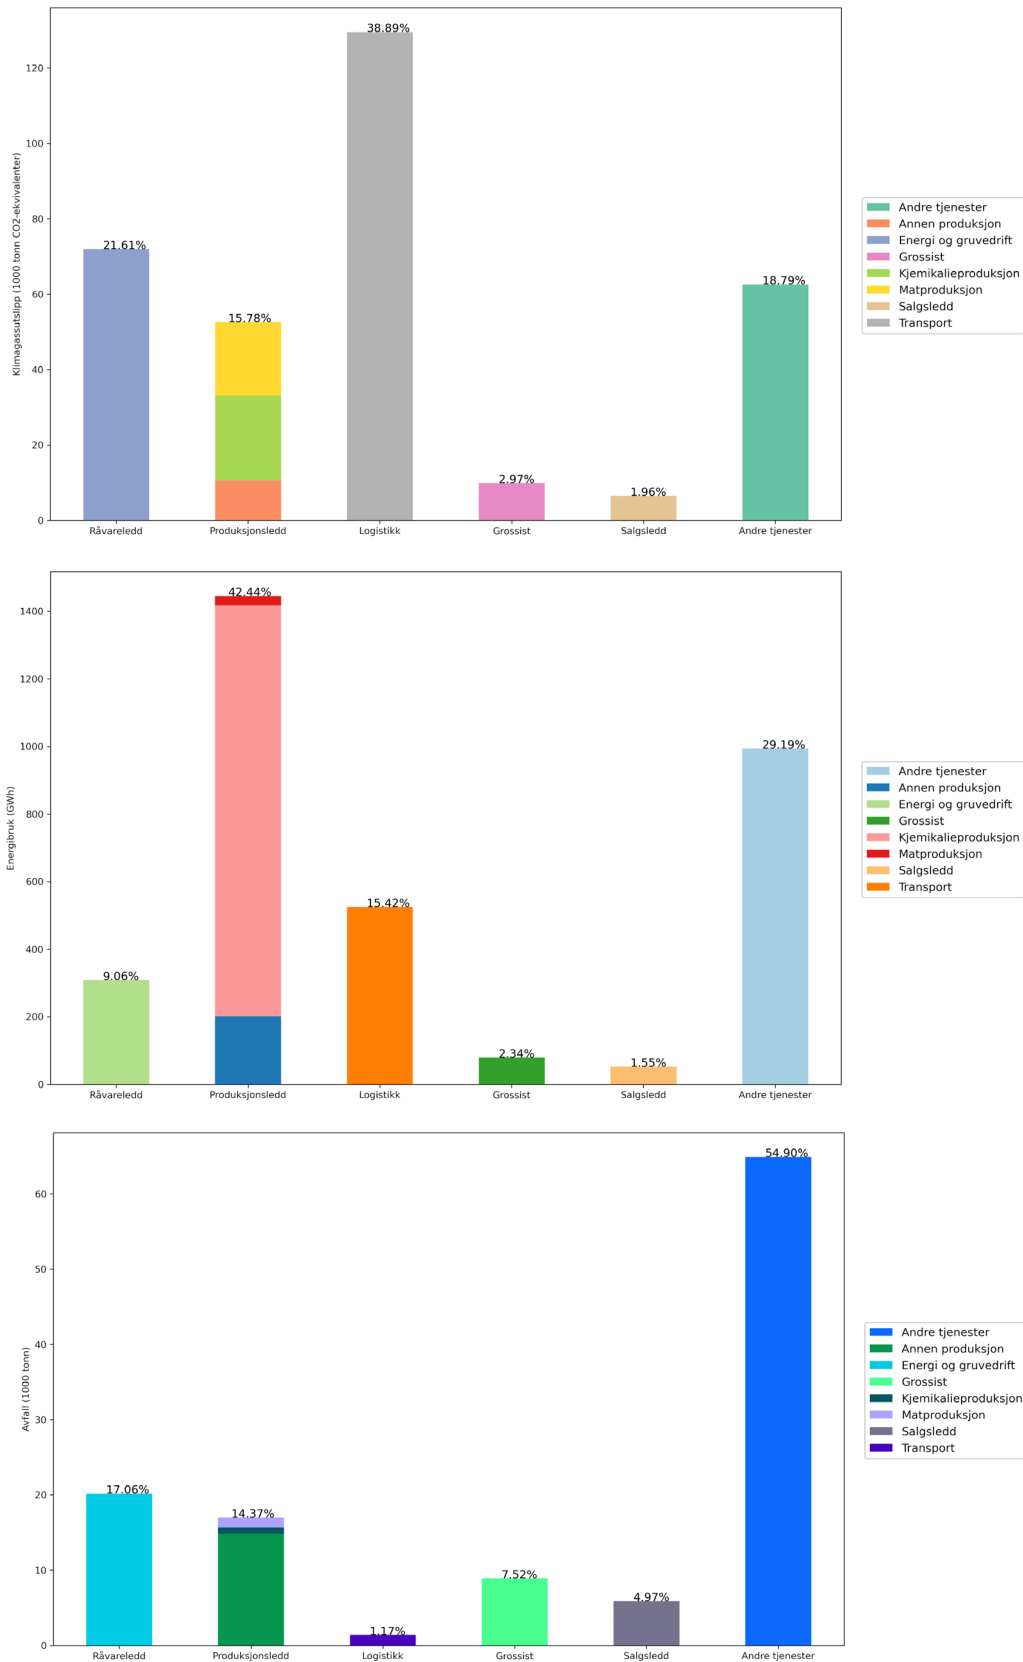 38.89%
120
100
80
60
40
20
0
Klimagassutslipp (1000 tonn CO2-ekvivalenter)
21.61%
15.78%
2.97%
1.96%
18.79%
Råvareledd
Produksjonsledd
Logistikk
Grossist
Salgsledd
Andre tjenester
Andre tjenester
Annen produksjon
Energi og gruvedrift
Grossist
Kjemikalieproduksjon
Matproduksjon
Salgsledd
Transport
42.44%
1400
1200
1000
800
600
400
200
0
Energibruk (GWh)
9.06%
15.42%
2.34%
1.55%
29.19%
Råvareledd
Produksjonsledd
Logistikk
Grossist
Salgsledd
Andre tjenester
Andre tjenester
Annen produksjon
Energi og gruvedrift
Grossist
Kjemikalieproduksjon
Matproduksjon
Salgsledd
Transport
54.90%
60
50
40
30
20
10
0
Avfall (1000 tonn)
17.06%
14.37%
1.17%
7.52%
4.97%
Råvareledd
Produksjonsledd
Logistikk
Grossist
Salgsledd
Andre tjenester
Andre tjenester
Annen produksjon
Energi og gruvedrift
Grossist
Kjemikalieproduksjon
Matproduksjon
Salgsledd
Transport